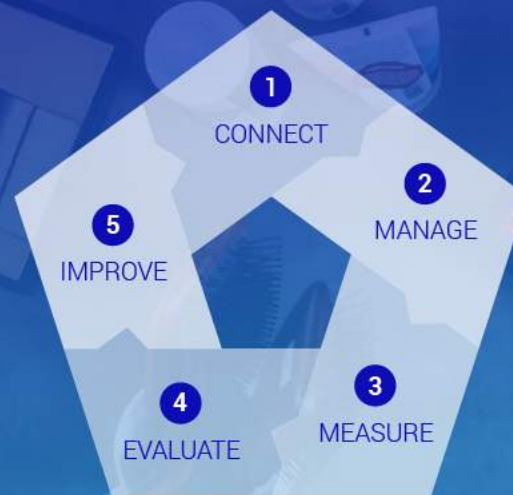 1
CONNECT
2
MANAGE
3
MEASURE
4
EVALUATE
5
IMPROVE